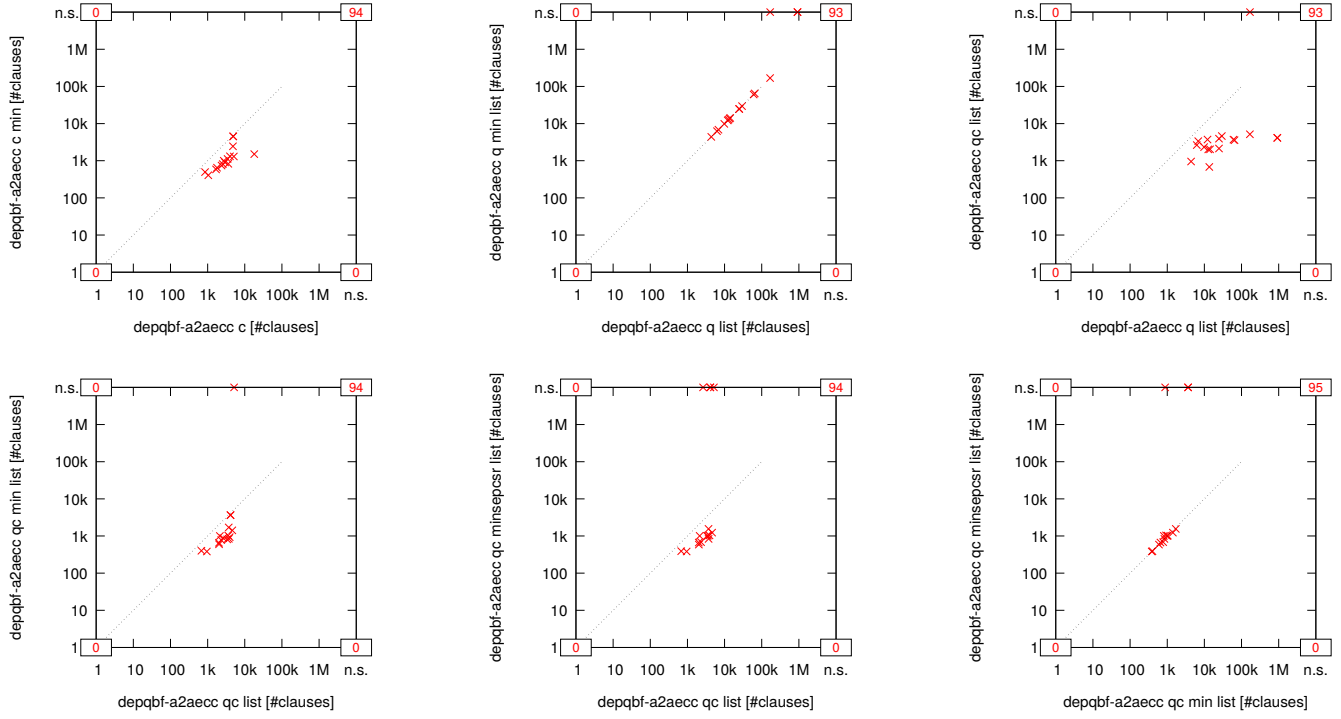 n.s. 0 94
1M
100k
10k
1k
100
10
1 0 0
1 10 100 1k 10k 100k 1M n.s.
depqbf-a2aecc c min [#clauses]
depqbf-a2aecc c [#clauses]
n.s. 0 93
1M
100k
10k
1k
100
10
1 0 0
1 10 100 1k 10k 100k 1M n.s.
depqbf-a2aecc q min list [#clauses]
depqbf-a2aecc q list [#clauses]
n.s. 0 93
1M
100k
10k
1k
100
10
1 0 0
1 10 100 1k 10k 100k 1M n.s.
depqbf-a2aecc qc list [#clauses]
depqbf-a2aecc q list [#clauses]
n.s. 0 94
1M
100k
10k
1k
100
10
1 0 0
1 10 100 1k 10k 100k 1M n.s.
depqbf-a2aecc qc min list [#clauses]
depqbf-a2aecc qc list [#clauses]
n.s. 0 94
1M
100k
10k
1k
100
10
1 0 0
1 10 100 1k 10k 100k 1M n.s.
depqbf-a2aecc qc minsepcsr list [#clauses]
depqbf-a2aecc qc list [#clauses]
n.s. 0 95
1M
100k
10k
1k
100
10
1 0 0
1 10 100 1k 10k 100k 1M n.s.
depqbf-a2aecc qc minsepcsr list [#clauses]
depqbf-a2aecc qc min list [#clauses]